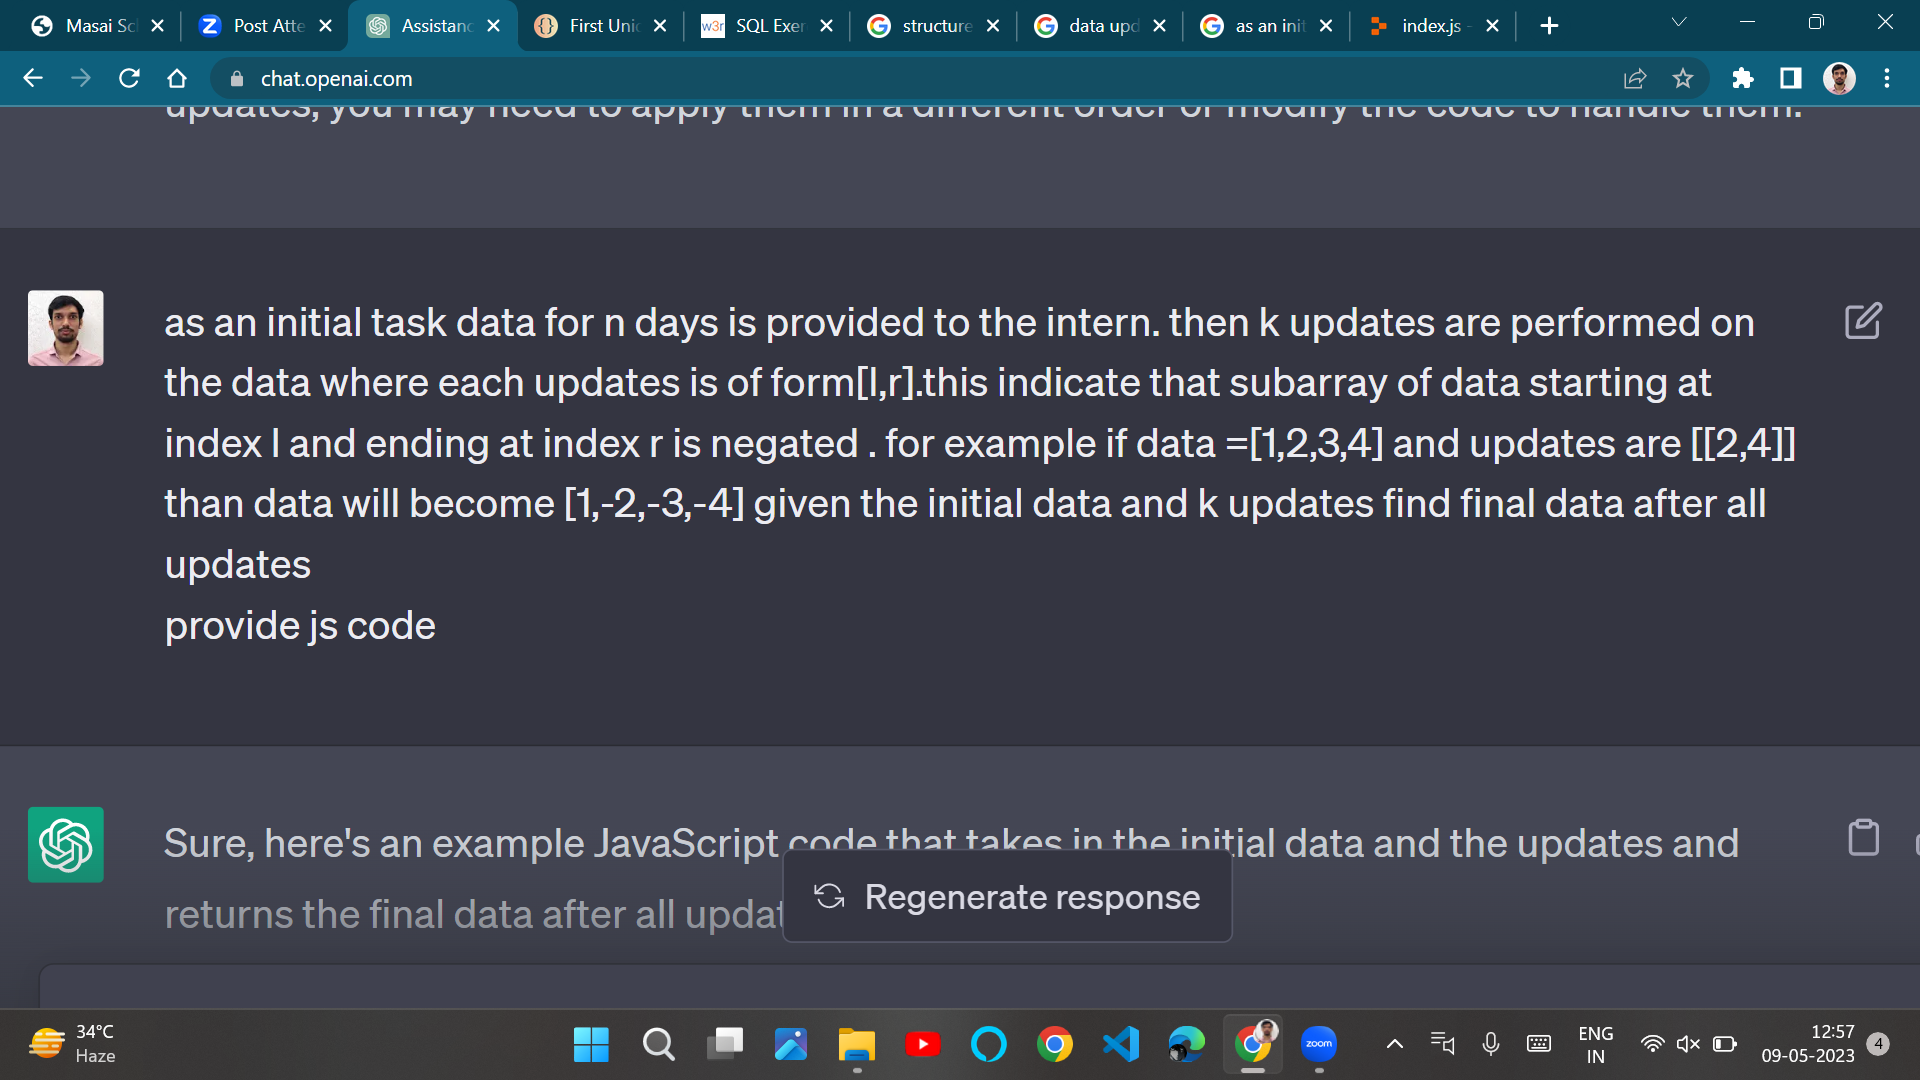 Masai Sc
Post Atte
Assistanc
First Unic
w3r SQL Exer
structure
data upd
as an init
index.js -
chat.openai.com
updates, you may need to apply them in a different order or modify the code to handle them.
as an initial task data for n days is provided to the intern. then k updates are performed on
the data where each updates is of form[l,r].this indicate that subarray of data starting at
index l and ending at index r is negated . for example if data =[1,2,3,4] and updates are [[2,4]]
than data will become [1,-2,-3,-4] given the initial data and k updates find final data after all
updates
provide js code
Sure, here's an example JavaScript code that takes in the initial data and the updates and
returns the final data after all updat
Regenerate response
34°C
Haze
zoom
ENG
IN
12:57
09-05-2023
4